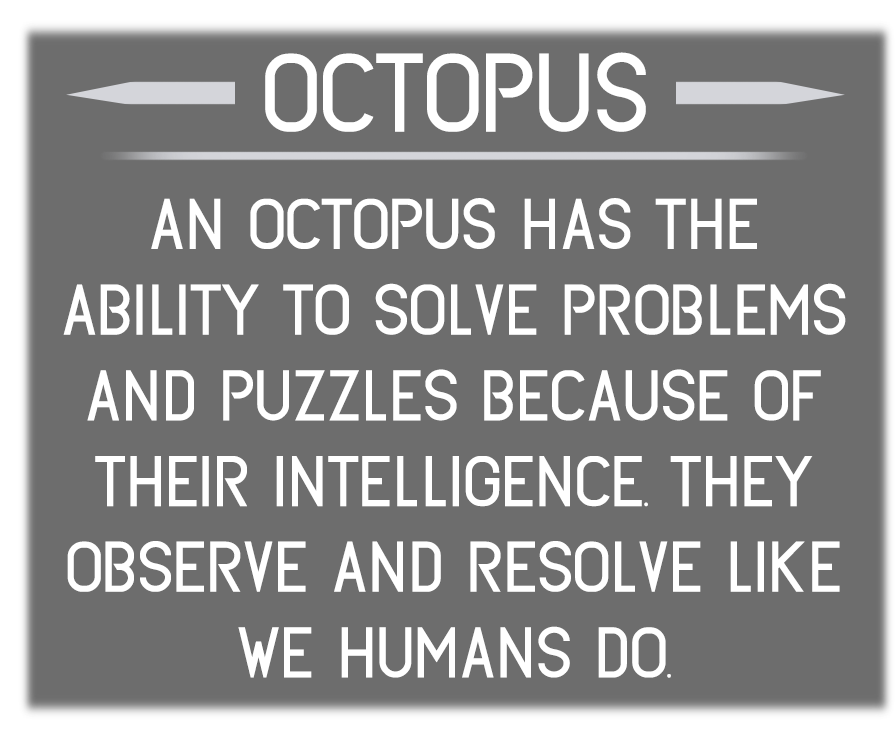 OCTOPUS
AN OCTOPUS HAS THE
ABILITY TO SOLVE PROBLEMS
AND PUZZLES BECAUSE OF
THEIR INTELLIGENCE. THEY
OBSERVE AND RESOLVE LIKE
WE HUMANS DO.